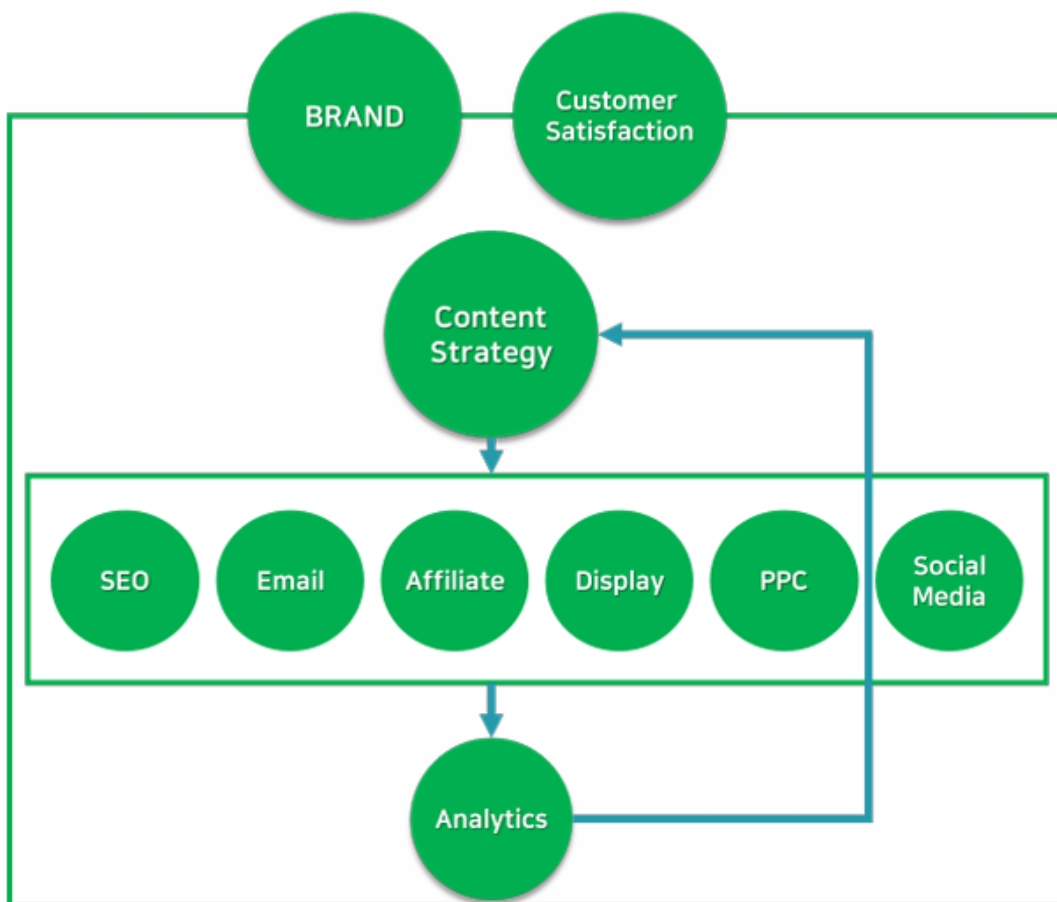 BRAND
Customer
Satisfaction
Content
Strategy
SEO
Email
Affiliate
Display
PPC
Social
Media
Analytics